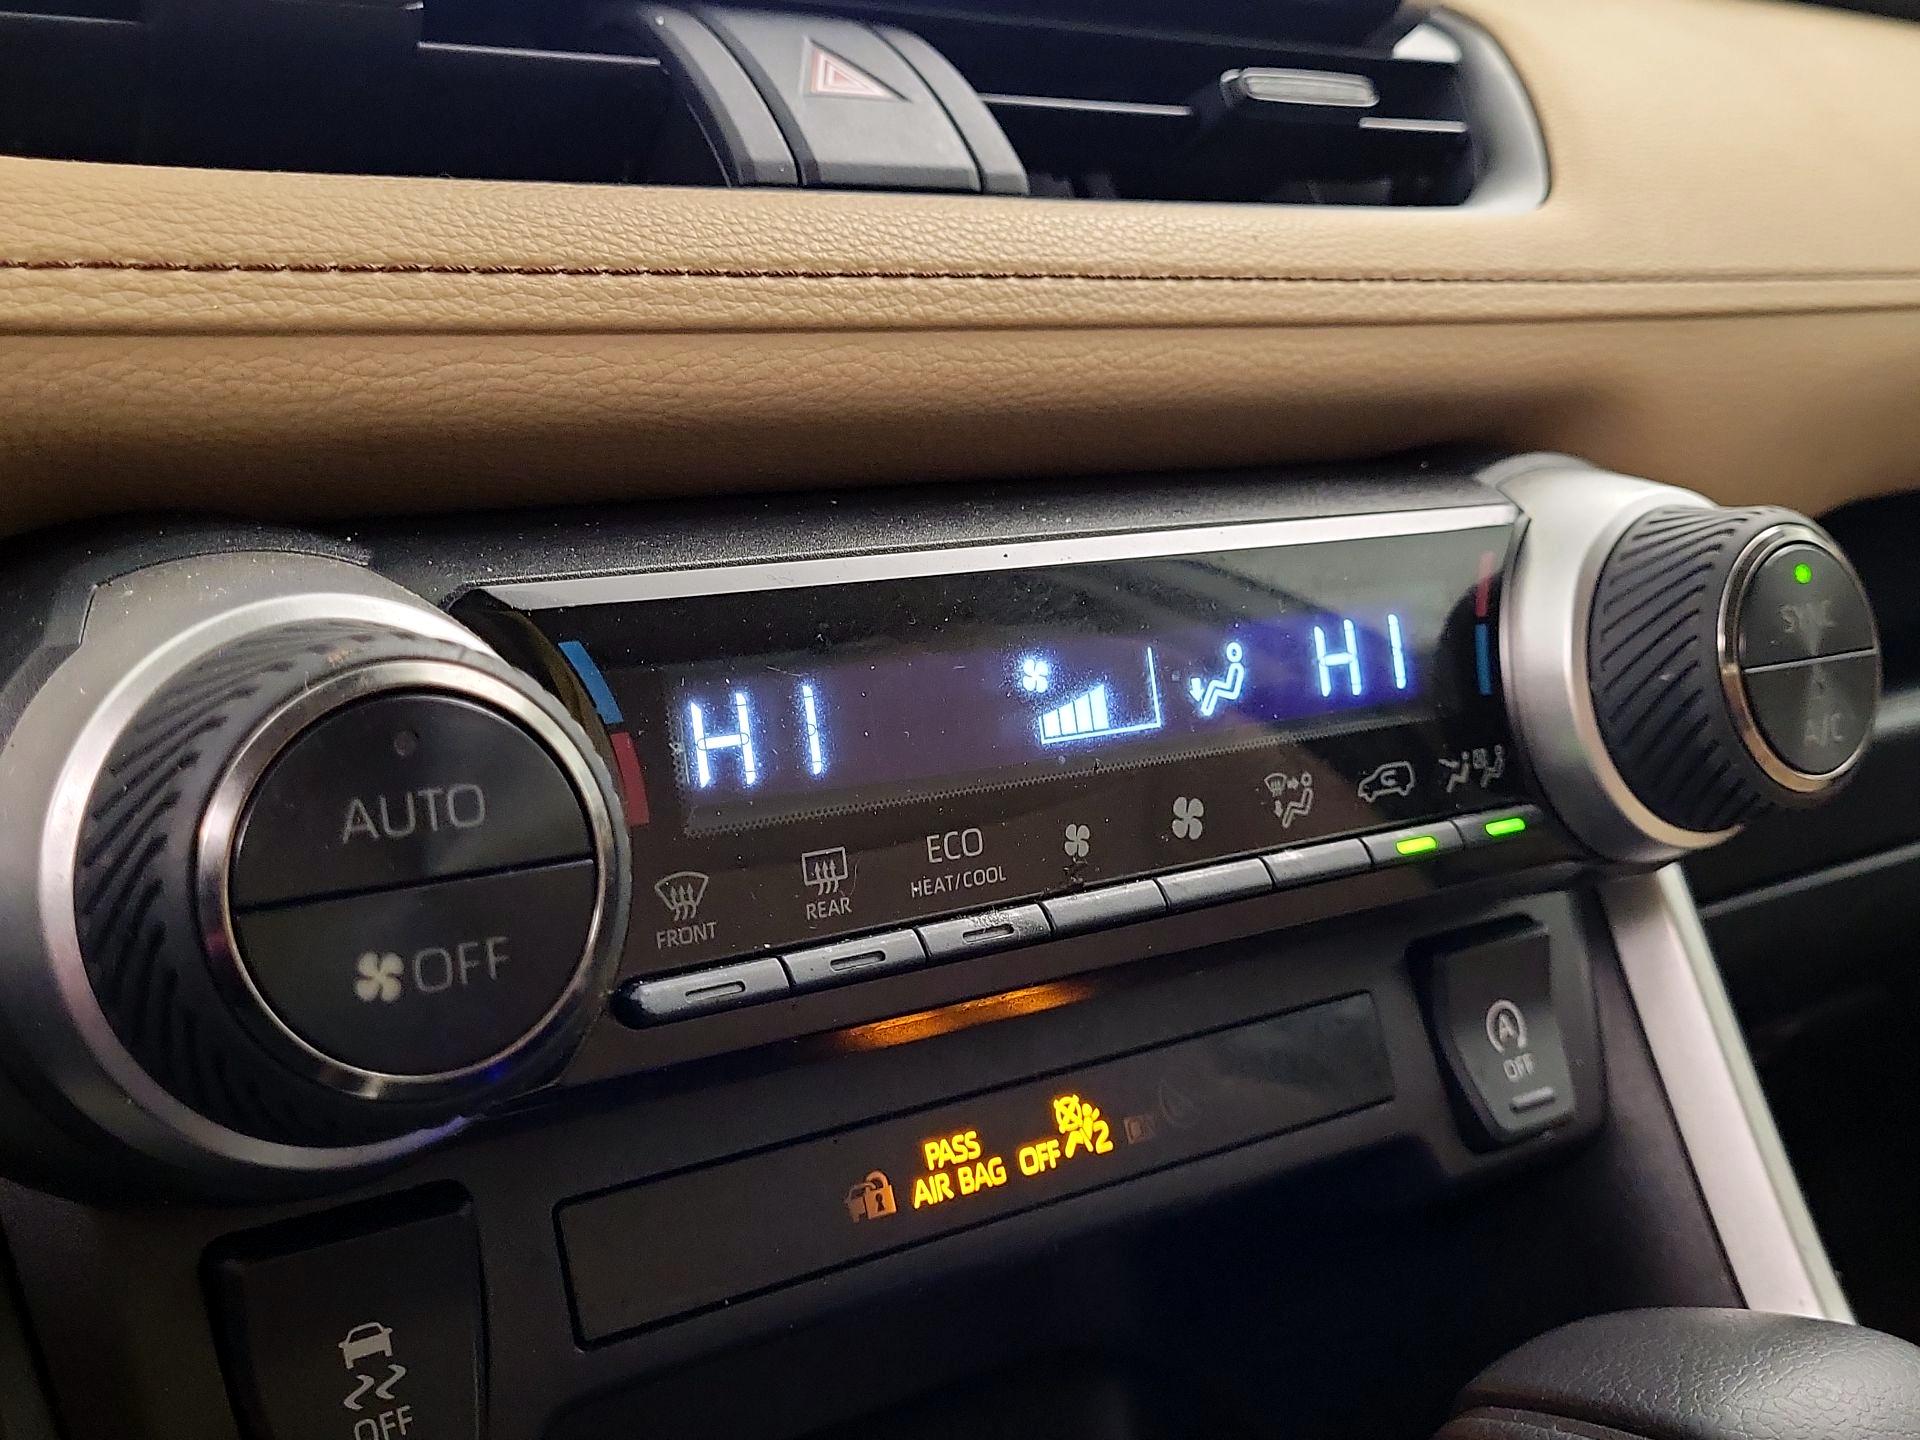 HI
HI
SYNC
A/C
AUTO
OFF
FRONT
REAR
ECO
HEAT/COOL
A
OFF
PASS
AIR BAG OFF 2
OFF